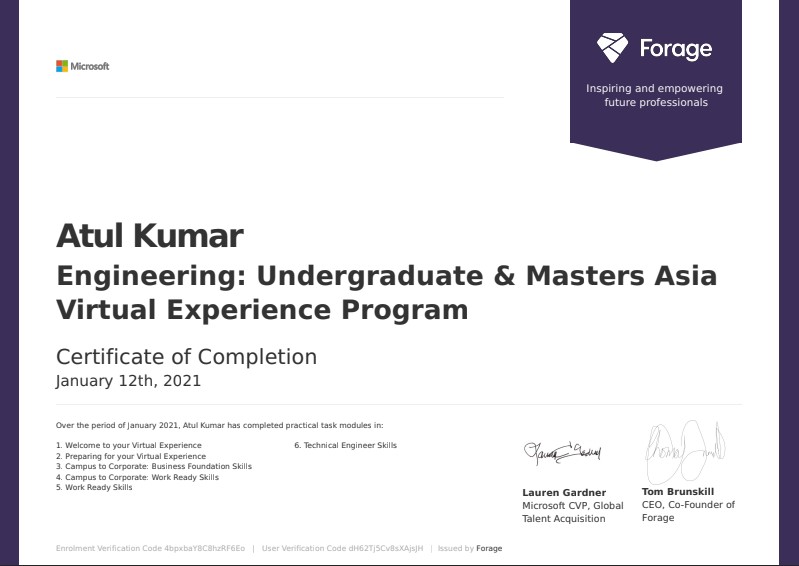 Microsoft
Forage
Inspiring and empowering
future professionals
Atul Kumar
Engineering: Undergraduate & Masters Asia
Virtual Experience Program
Certificate of Completion
January 12th, 2021
Over the period of January 2021, Atul Kumar has completed practical task modules in:
1. Welcome to your Virtual Experience
2. Preparing for your Virtual Experience
3. Campus to Corporate: Business Foundation Skills
4. Campus to Corporate: Work Ready Skills
5. Work Ready Skills
6. Technical Engineer Skills
Lauren Gardner
Microsoft CVP, Global
Talent Acquisition
Tom Brunskill
CEO, Co-Founder of
Forage
Enrolment Verification Code 4bpxbaY8C8hzRF6Eo | User Verification Code dH62Tj5Cv8sXAjsJH | Issued by Forage